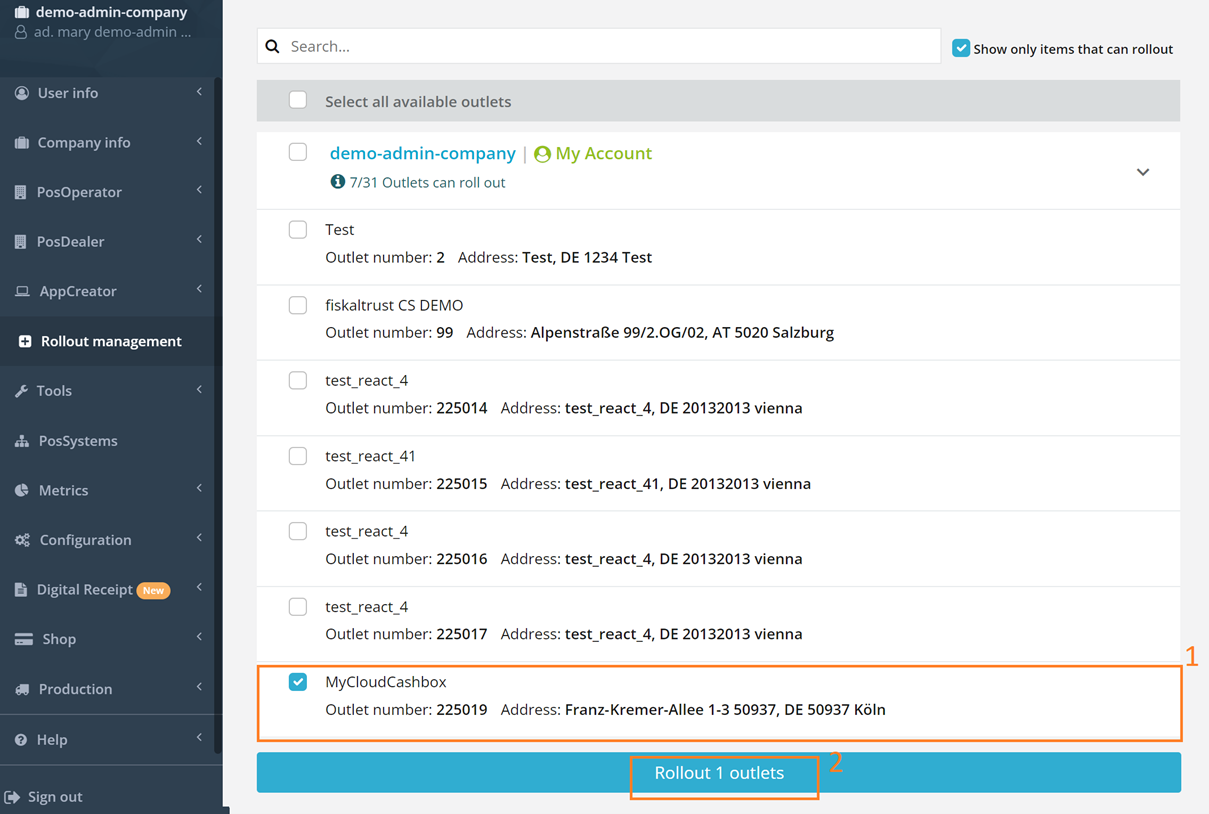 demo-admin-company
ad. mary demo-admin ...
User info
Company info
PosOperator
PosDealer
AppCreator
Rollout management
Tools
PosSystems
Metrics
Configuration
Digital Receipt New
Shop
Production
Help
Sign out
Search...
Show only items that can rollout
Select all available outlets
demo-admin-company | My Account
7/31 Outlets can roll out
Test
Outlet number: 2 Address: Test, DE 1234 Test
fiskaltrust CS DEMO
Outlet number: 99 Address: Alpenstraße 99/2.OG/02, AT 5020 Salzburg
test_react_4
Outlet number: 225014 Address: test_react_4, DE 20132013 vienna
test_react_41
Outlet number: 225015 Address: test_react_41, DE 20132013 vienna
test_react_4
Outlet number: 225016 Address: test_react_4, DE 20132013 vienna
test_react_4
Outlet number: 225017 Address: test_react_4, DE 20132013 vienna
1
MyCloudCashbox
Outlet number: 225019 Address: Franz-Kremer-Allee 1-3 50937, DE 50937 Köln
2
Rollout 1 outlets